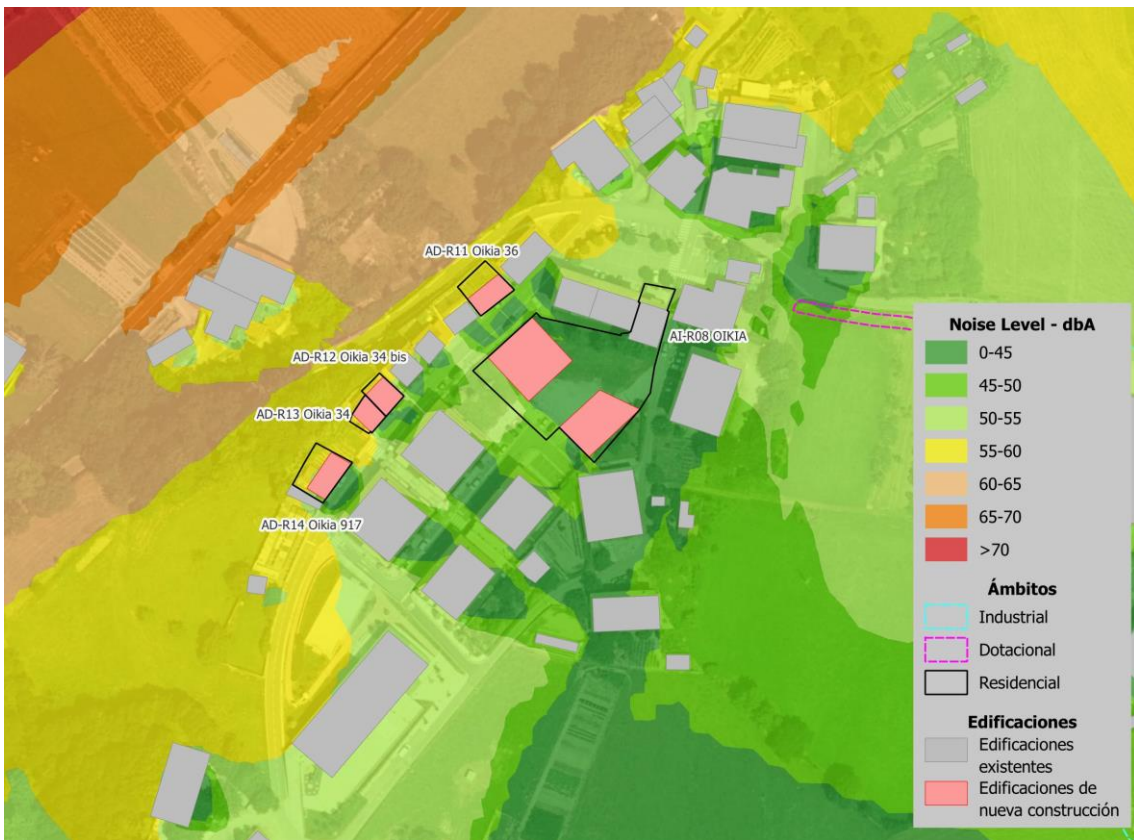 AD-R11 Oikia 36
AI-R08 OIKIA
AD-R12 Oikia 34 bis
AD-R13 Oikia 34
AD-R14 Oikia 917
Noise Level - dbA
0-45
45-50
50-55
55-60
60-65
65-70
>70
Ámbitos
Industrial
Dotacional
Residencial
Edificaciones
Edificaciones
existentes
Edificaciones de
nueva construcción